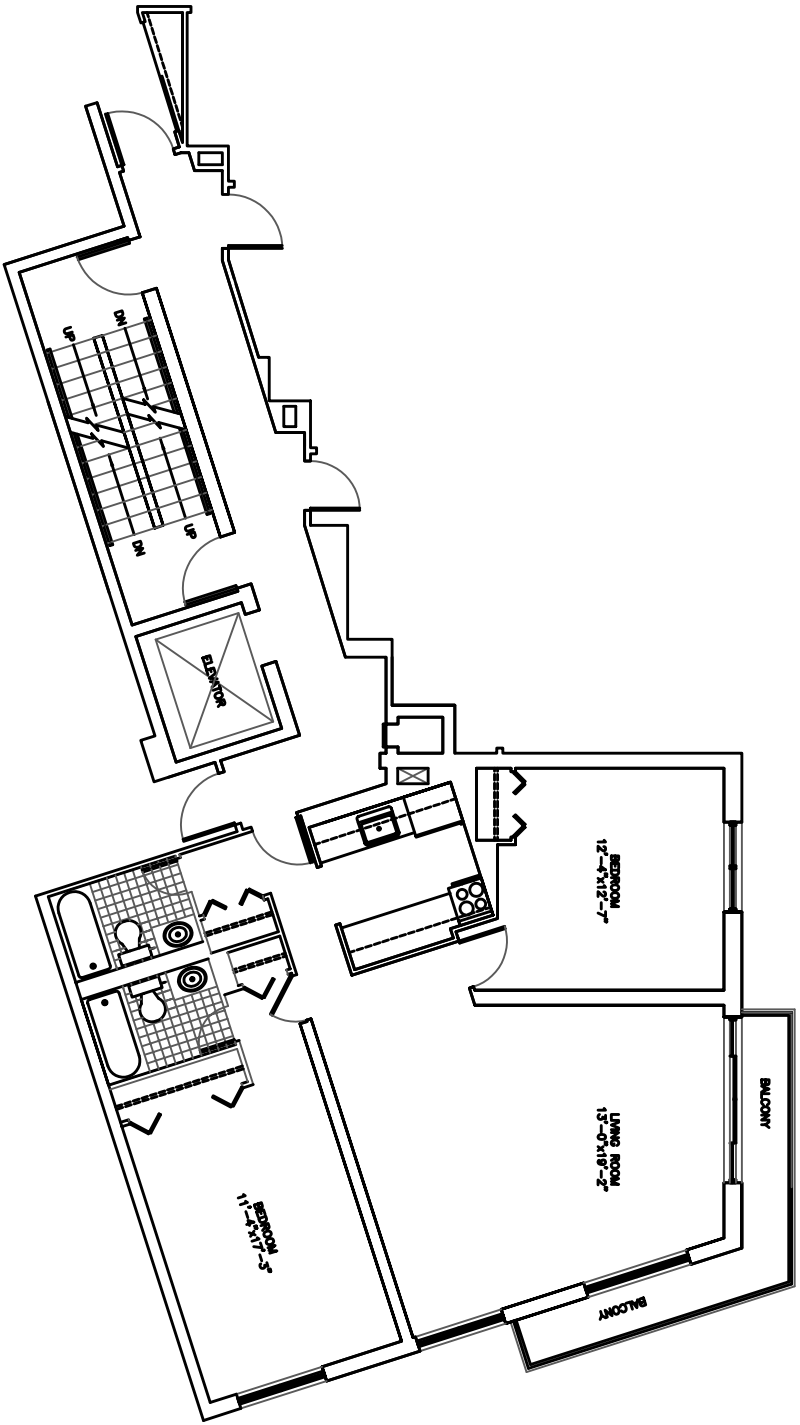 DN
UP
UP
DN
ELEVATOR
BEDROOM
12'-4"x12'-7"
BALCONY
LIVING ROOM
13'-0"x19'-2"
BEDROOM
11'-4"x17'-3"
BALCONY